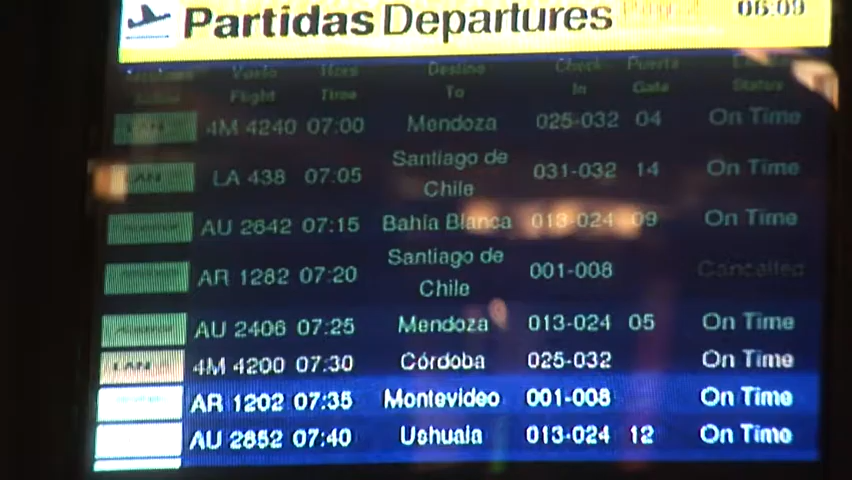 Partidas Departures 06:09
Vuelo Hora Destino Check- Puerta
Flight Time To In Gate Status
LAN 4M 4240 07:00 Mendoza 025-032 04 On Time
LAN LA 438 07:05 Santiago de Chile 031-032 14 On Time
AU 2642 07:15 Bahía Blanca 013-024 09 On Time
AR 1282 07:20 Santiago de Chile 001-008 Cancelled
AU 2406 07:25 Mendoza 013-024 05 On Time
LAN 4M 4200 07:30 Córdoba 025-032 On Time
AR 1202 07:35 Montevideo 001-008 On Time
AU 2852 07:40 Ushuaia 013-024 12 On Time